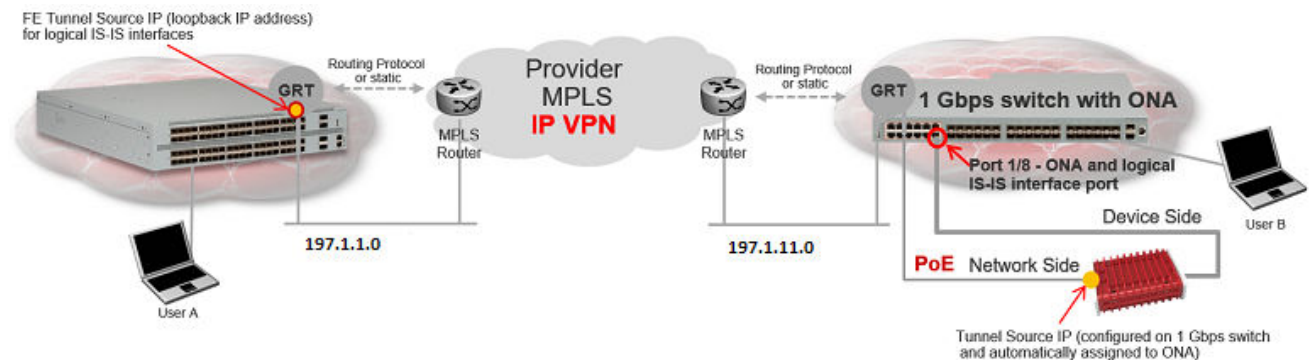 FE Tunnel Source IP (loopback IP address)
for logical IS-IS interfaces
GRT
Routing Protocol
or static
MPLS
Router
Provider
MPLS
IP VPN
MPLS
Router
Routing Protocol
or static
GRT
1 Gbps switch with ONA
Port 1/8 - ONA and logical
IS-IS interface port
User A
197.1.1.0
197.1.11.0
Device Side
User B
PoE
Network Side
Tunnel Source IP (configured on 1 Gbps switch
and automatically assigned to ONA)